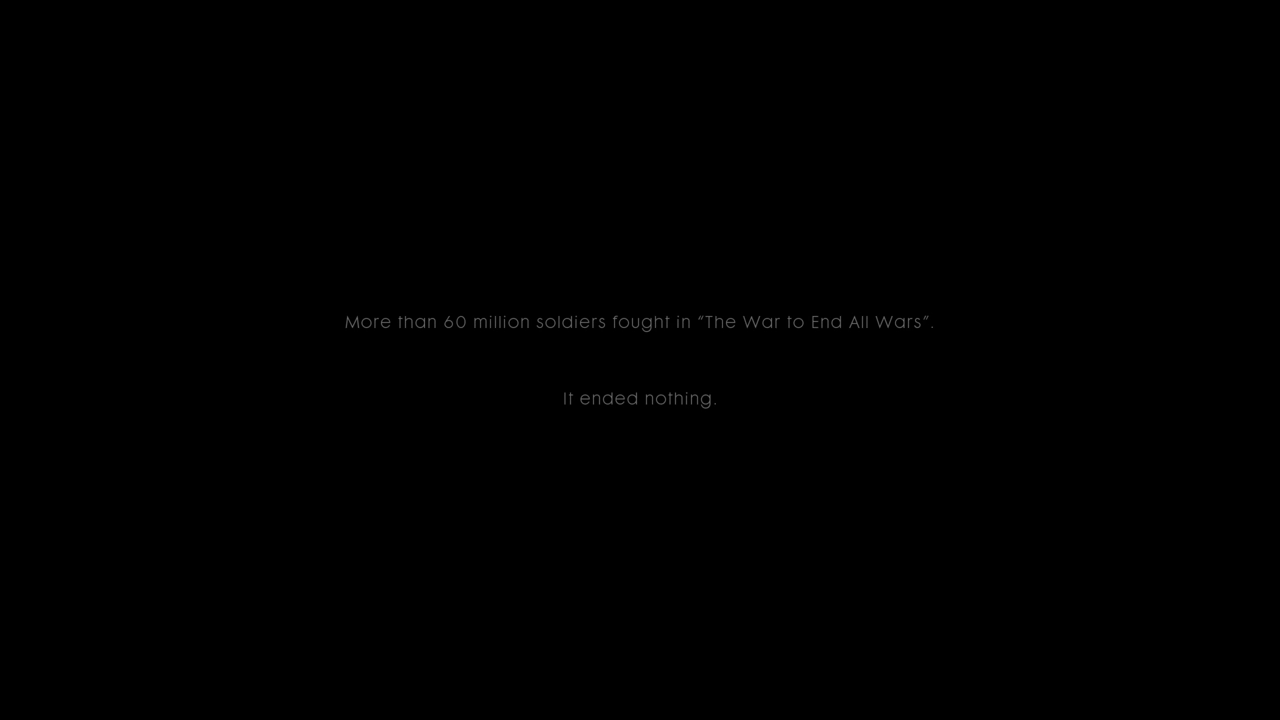 More than 60 million soldiers fought in “The War to End All Wars”.
It ended nothing.